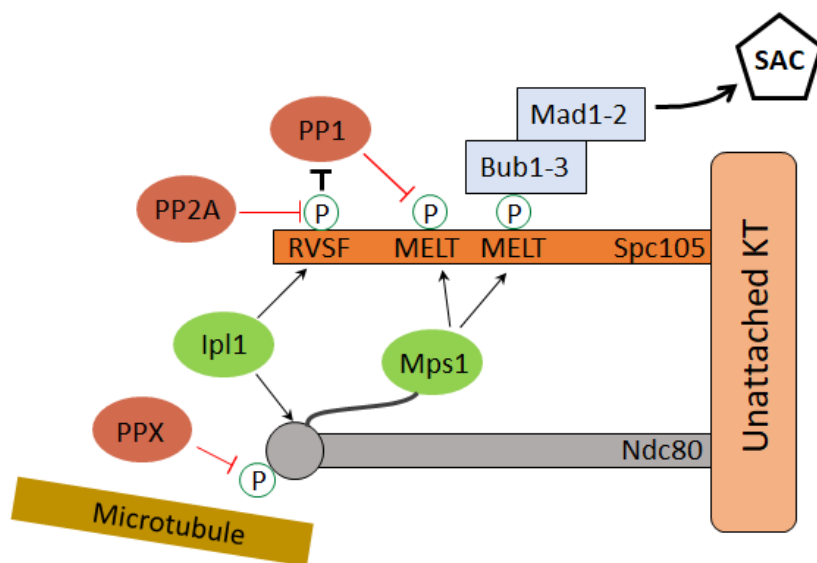 SAC
Mad1-2
PP1
Bub1-3
PP2A
P
P
P
RVSF
MELT
MELT
Spc105
Ipl1
Mps1
Unattached KT
PPX
Ndc80
P
Microtubule